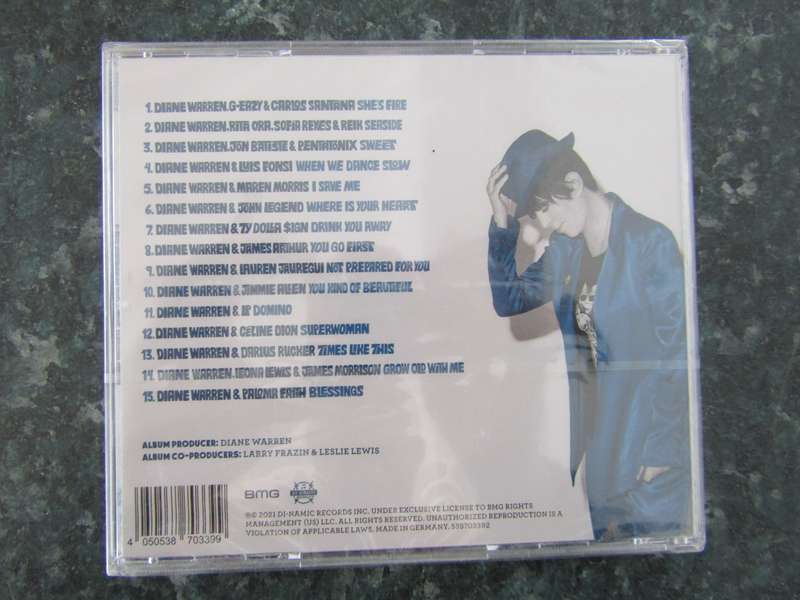 1. DIANE WARREN.G-EAZY & CARLOS SANTANA SHE'S FIRE
2. DIANE WARREN.RITA ORA.SOFIA REYES & REIK SEASIDE
3. DIANE WARREN.JON BATISTE & PENTATONIX SWEET
4. DIANE WARREN & LUIS FONSI WHEN WE DANCE SLOW
5. DIANE WARREN & MAREN MORRIS I SAVE ME
6. DIANE WARREN & JOHN LEGEND WHERE IS YOUR HEART
7. DIANE WARREN & TY DOLLA $IGN DRINK YOU AWAY
8. DIANE WARREN & JAMES ARTHUR YOU GO FIRST
9. DIANE WARREN & LAUREN JAUREGUI NOT PREPARED FOR YOU
10. DIANE WARREN & JIMMIE ALLEN YOU KIND OF BEAUTIFUL
11. DIANE WARREN & LP DOMINO
12. DIANE WARREN & CÉLINE DION SUPERWOMAN
13. DIANE WARREN & DARIUS RUCKER TIMES LIKE THIS
14. DIANE WARREN.LEONA LEWIS & JAMES MORRISON GROW OLD WITH ME
15. DIANE WARREN & PALOMA FAITH BLESSINGS
ALBUM PRODUCER: DIANE WARREN
ALBUM CO-PRODUCERS: LARRY FRAZIN & LESLIE LEWIS
BMG
℗© 2021 DI-NAMIC RECORDS INC. UNDER EXCLUSIVE LICENSE TO BMG RIGHTS
MANAGEMENT (US) LLC. ALL RIGHTS RESERVED. UNAUTHORIZED REPRODUCTION IS A
VIOLATION OF APPLICABLE LAWS. MADE IN GERMANY. 538703392
4 050538 703399